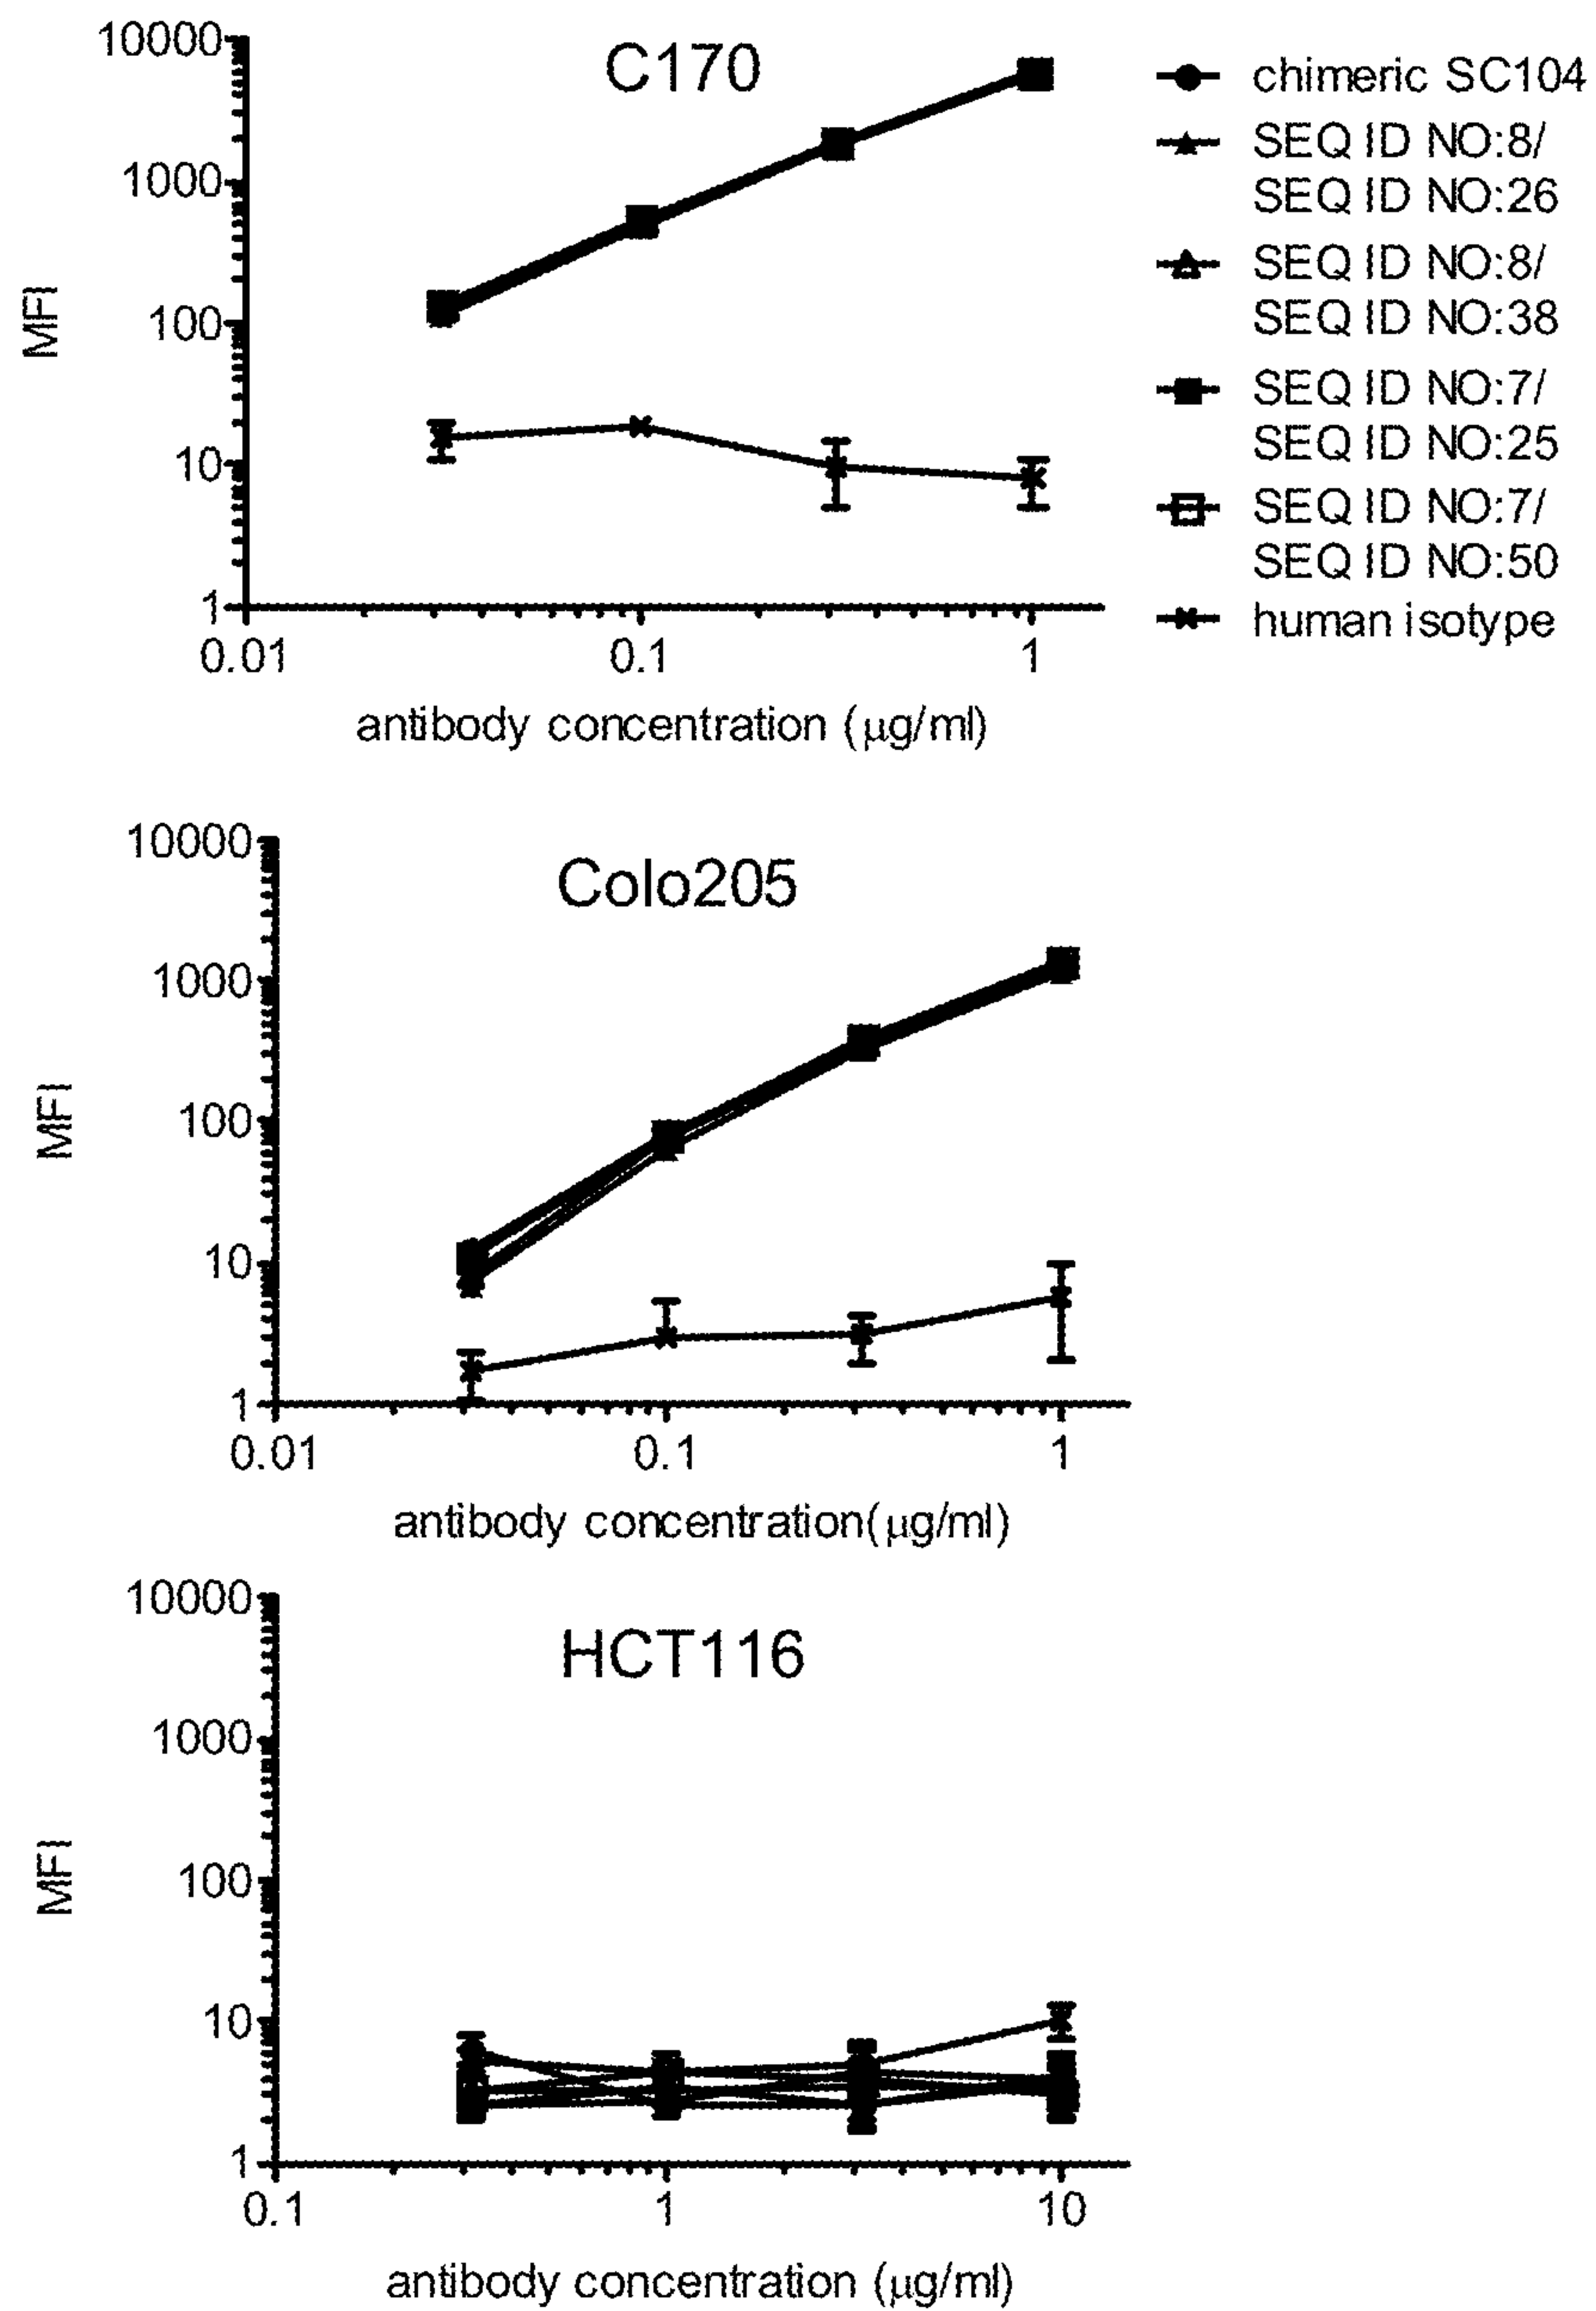 C170
10000
1000
100
10
1
MFI
0.01 0.1 1
antibody concentration (μg/ml)
chimeric SC104
SEQ ID NO:8/
SEQ ID NO:26
SEQ ID NO:8/
SEQ ID NO:38
SEQ ID NO:7/
SEQ ID NO:25
SEQ ID NO:7/
SEQ ID NO:50
human isotype
Colo205
10000
1000
100
10
1
MFI
0.01 0.1 1
antibody concentration(μg/ml)
HCT116
10000
1000
100
10
1
MFI
0.1 1 10
antibody concentration (μg/ml)